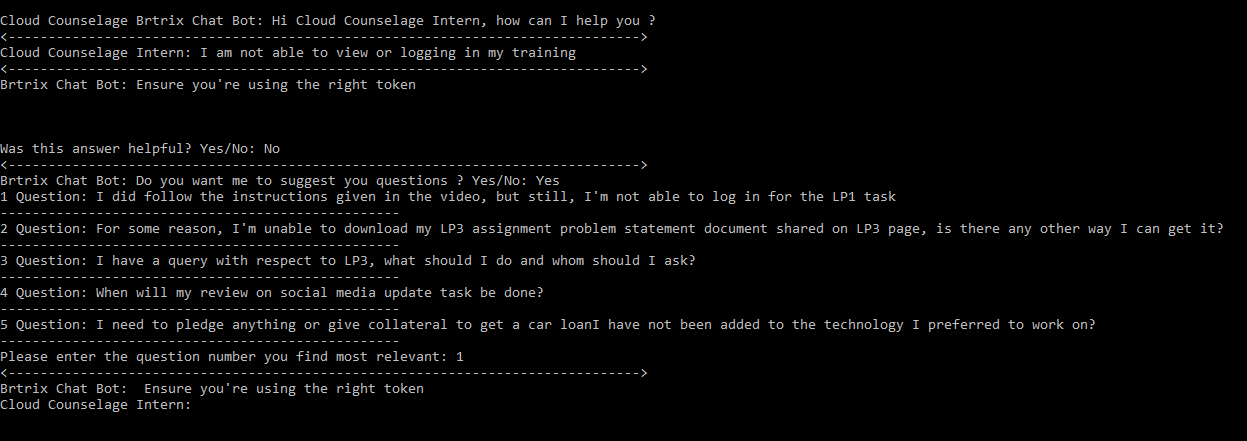 Cloud Counselage Brtrix Chat Bot: Hi Cloud Counselage Intern, how can I help you ?
<------------------------------------------------------------------------------->
Cloud Counselage Intern: I am not able to view or logging in my training
<------------------------------------------------------------------------------->
Brtrix Chat Bot: Ensure you're using the right token
Was this answer helpful? Yes/No: No
<------------------------------------------------------------------------------->
Brtrix Chat Bot: Do you want me to suggest you questions ? Yes/No: Yes
1 Question: I did follow the instructions given in the video, but still, I'm not able to log in for the LP1 task
--------------------------------------------------
2 Question: For some reason, I'm unable to download my LP3 assignment problem statement document shared on LP3 page, is there any other way I can get it?
--------------------------------------------------
3 Question: I have a query with respect to LP3, what should I do and whom should I ask?
--------------------------------------------------
4 Question: When will my review on social media update task be done?
--------------------------------------------------
5 Question: I need to pledge anything or give collateral to get a car loanI have not been added to the technology I preferred to work on?
--------------------------------------------------
Please enter the question number you find most relevant: 1
<------------------------------------------------------------------------------->
Brtrix Chat Bot:  Ensure you're using the right token
Cloud Counselage Intern: